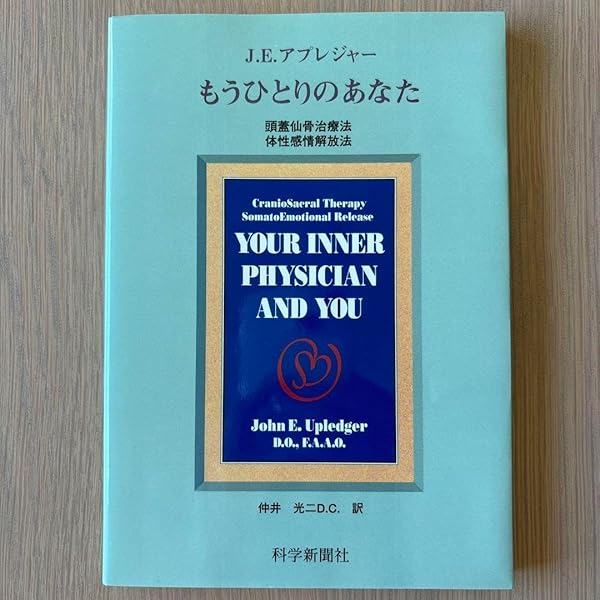 J.E.アプレジャー
もうひとりのあなた
頭蓋仙骨治療法
体性感情解放法
CranioSacral Therapy
SomatoEmotional Release
YOUR INNER
PHYSICIAN
AND YOU
John E. Upledger
D.O., F.A.A.O.
仲井 光二D.C. 訳
科学新聞社